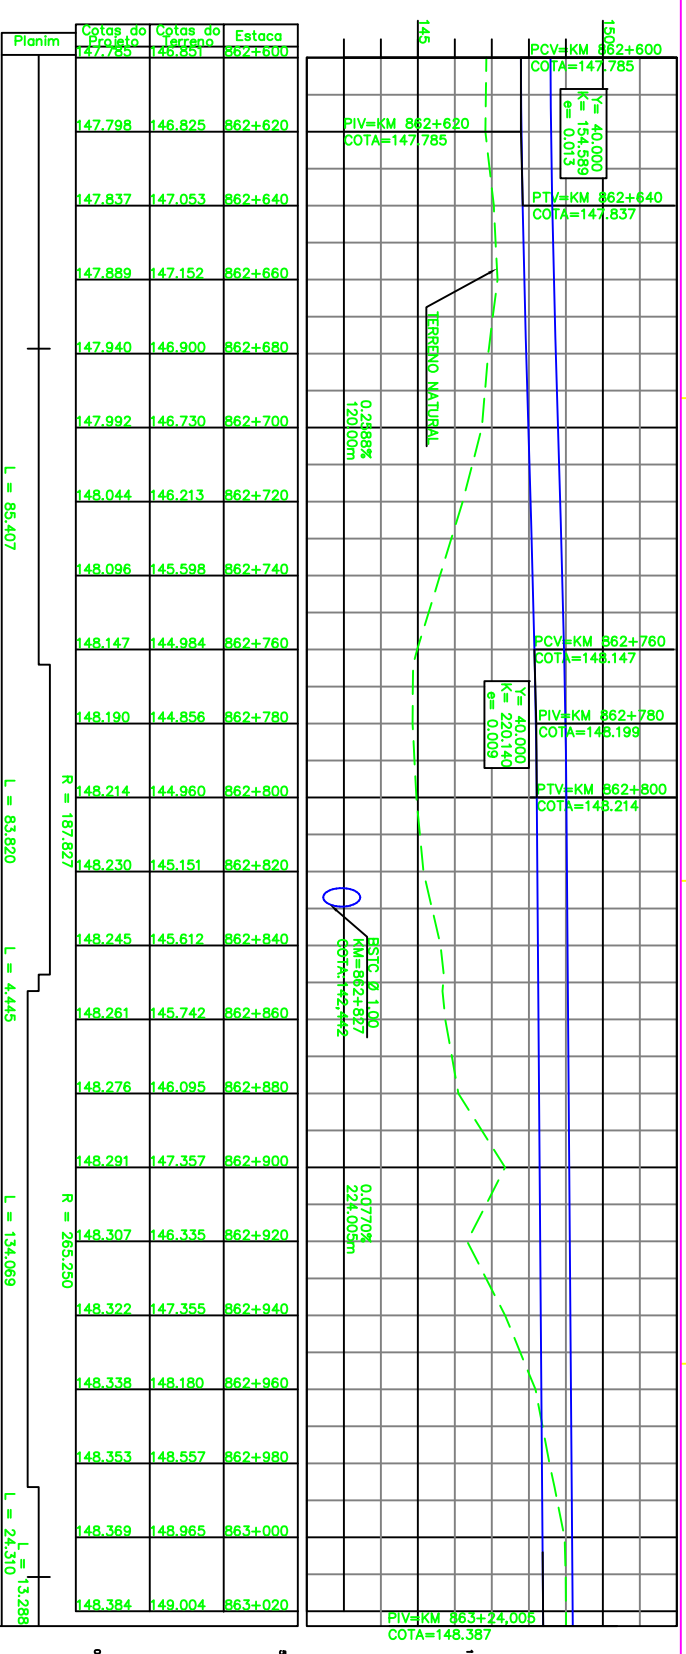 Planim
Cotas do Projeto
Cotas do Terreno
Estaca
147.785 146.851 862+600
147.798 146.825 862+620
147.837 147.053 862+640
147.889 147.152 862+660
147.940 146.900 862+680
147.992 146.730 862+700
148.044 146.213 862+720
148.096 145.598 862+740
148.147 144.984 862+760
148.190 144.856 862+780
148.214 144.960 862+800
148.230 145.151 862+820
148.245 145.612 862+840
148.261 145.742 862+860
148.276 146.095 862+880
148.291 147.357 862+900
148.307 146.335 862+920
148.322 147.355 862+940
148.338 148.180 862+960
148.353 148.557 862+980
148.369 148.965 863+000
148.384 149.004 863+020
L = 85.407
R = 187.827
L = 83.820
L = 4.445
R = 265.250
L = 134.069
L = 24.310
L = 13.288
145
150
PCV=KM 862+600
COTA=147.785
Y= 40.000
K= 154.589
e= 0.013
PIV=KM 862+620
COTA=147.785
PTV=KM 862+640
COTA=147.837
TERRENO NATURAL
0.2588%
120.00m
PCV=KM 862+760
COTA=148.147
Y= 40.000
K= 220.140
e= 0.009
PIV=KM 862+780
COTA=148.199
PTV=KM 862+800
COTA=148.214
BSTC Ø 1.00
KM=862+827
COTA:142,442
0.0770%
224.005m
PIV=KM 863+24,005
COTA=148.387